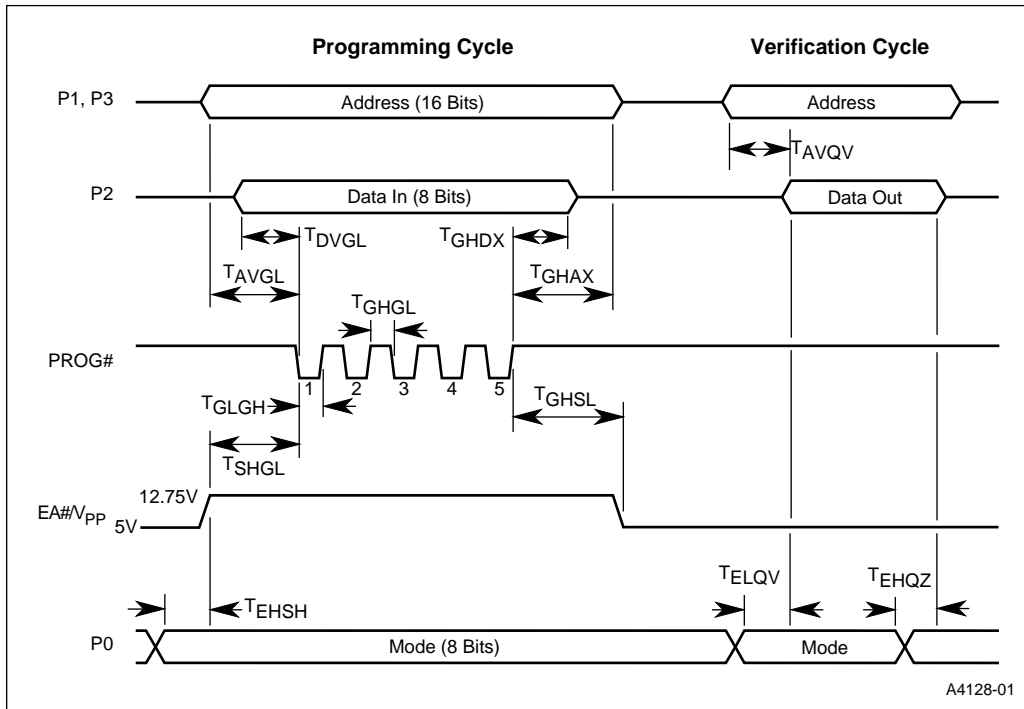 Programming Cycle Verification Cycle
P1, P3 Address (16 Bits) Address
TAVQV
P2 Data In (8 Bits) Data Out
TDVGL TGHDX
TAVGL TGHAX
TGHGL
PROG#
1 2 3 4 5
TGLGH TGHSL
TSHGL
12.75V
EA#/VPP 5V
TELQV TEHQZ
TEHSH
P0 Mode (8 Bits) Mode
A4128-01